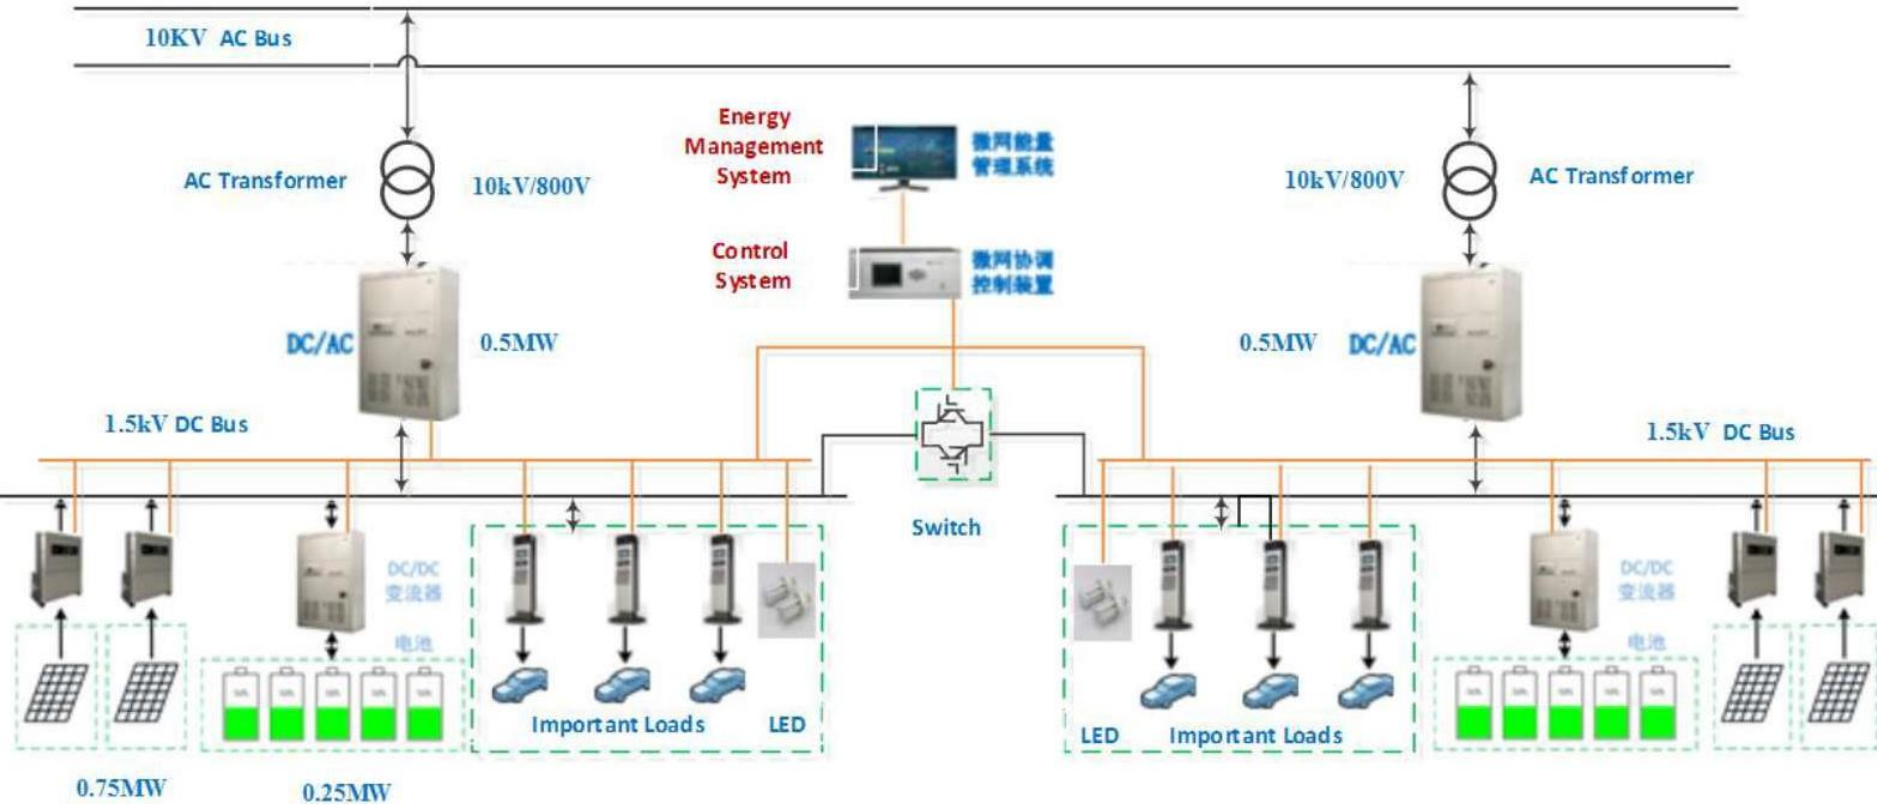 10KV AC Bus
Energy
Management
System
微网能量
管理系统
AC Transformer
10kV/800V
10kV/800V
AC Transformer
Control
System
微网协调
控制装置
DC/AC
0.5MW
0.5MW
DC/AC
1.5kV DC Bus
1.5kV DC Bus
Switch
DC/DC
变流器
电池
DC/DC
变流器
电池
Important Loads
LED
LED
Important Loads
0.75MW
0.25MW